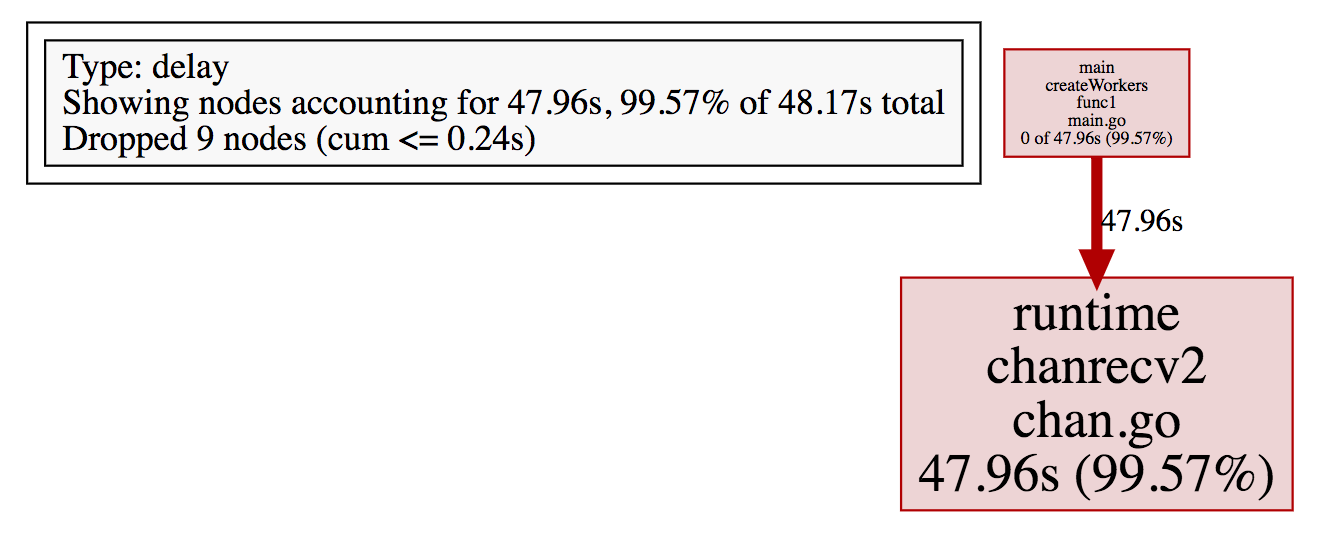 Type: delay
Showing nodes accounting for 47.96s, 99.57% of 48.17s total
Dropped 9 nodes (cum <= 0.24s)
main
createWorkers
func1
main.go
0 of 47.96s (99.57%)
47.96s
runtime
chanrecv2
chan.go
47.96s (99.57%)